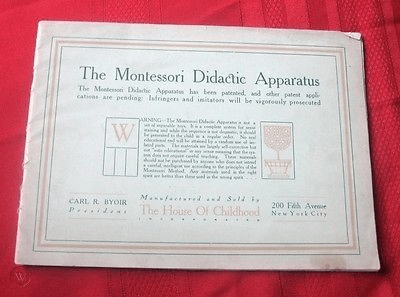 The Montessori Didactic Apparatus
The Montessori Didactic Apparatus has been patented, and other patent appli-
cations are pending: Infringers and imitators will be vigorously prosecuted
WARNING—The Montessori Didactic Apparatus is not a
set of separable toys. It is a complete system for sense
training and while the sequence is not dogmatic, it should
be presented to the child in a regular order. No real
educational end will be attained by a random use of iso-
lated parts. The materials are largely self-corrective but
not "auto educational" in any sense meaning that the sys-
tem does not require careful teaching. These materials
should not be purchased by anyone who does not intend
a careful, intelligent use according to the principles of the
Montessori Method. Any materials used in the right
spirit are better than these used in the wrong spirit
CARL R. BYOIR
President
Manufactured and Sold by
The House Of Childhood
INCORPORATED
200 Fifth Avenue
New York City